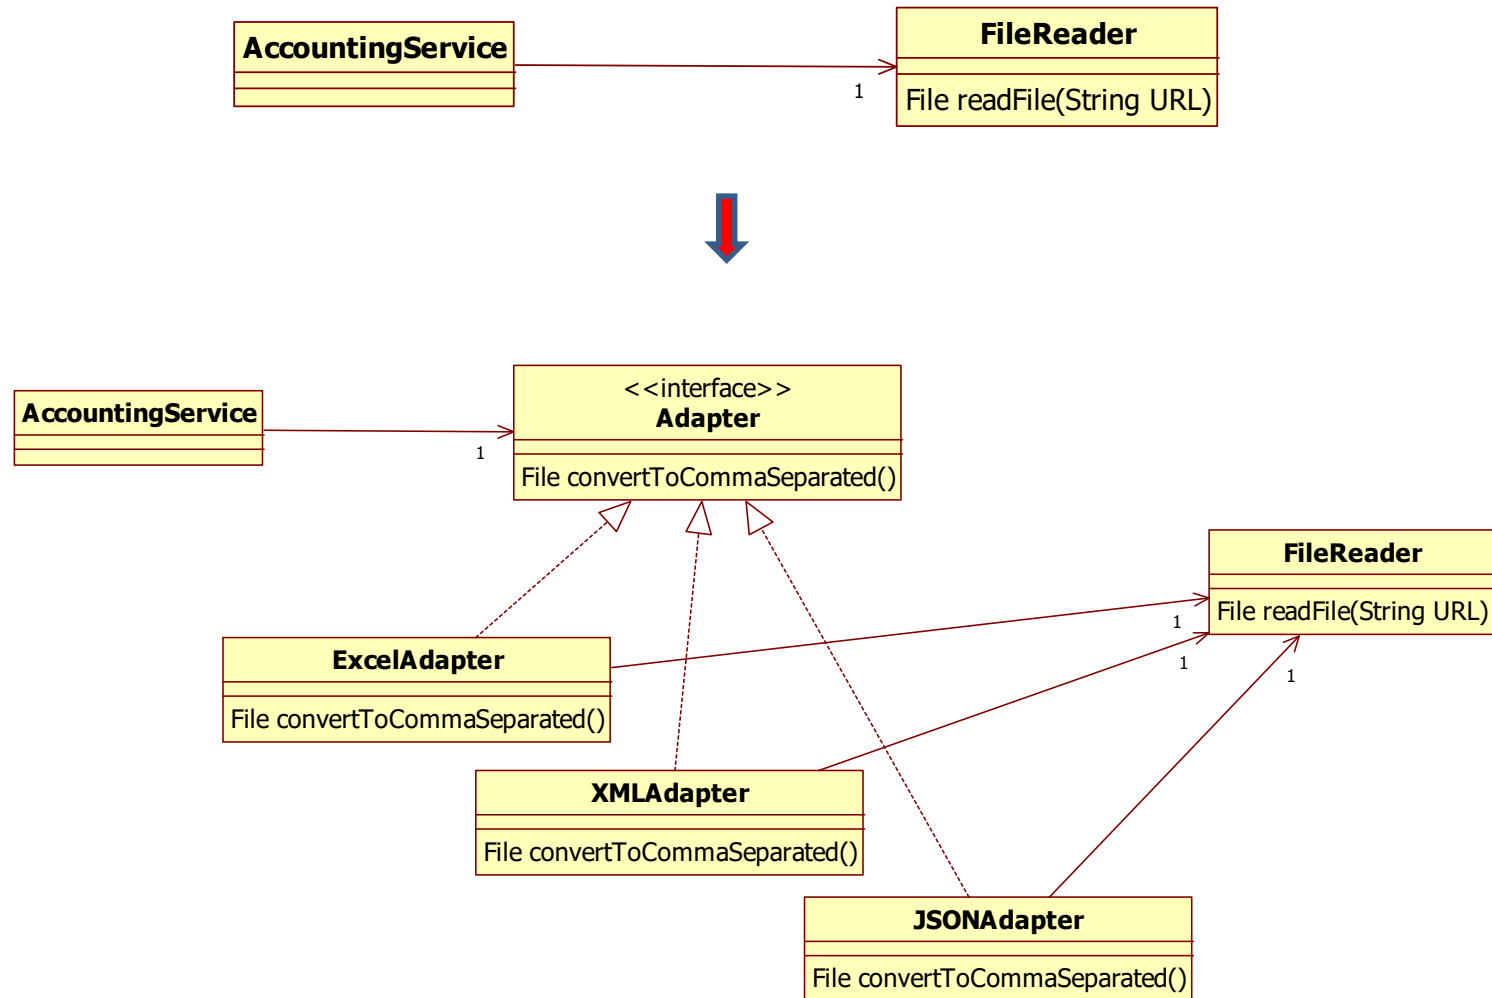 AccountingService
FileReader
File readFile(String URL)
1
<<interface>>
Adapter
File convertToCommaSeparated()
AccountingService
1
FileReader
File readFile(String URL)
1
1
1
ExcelAdapter
File convertToCommaSeparated()
XMLAdapter
File convertToCommaSeparated()
JSONAdapter
File convertToCommaSeparated()